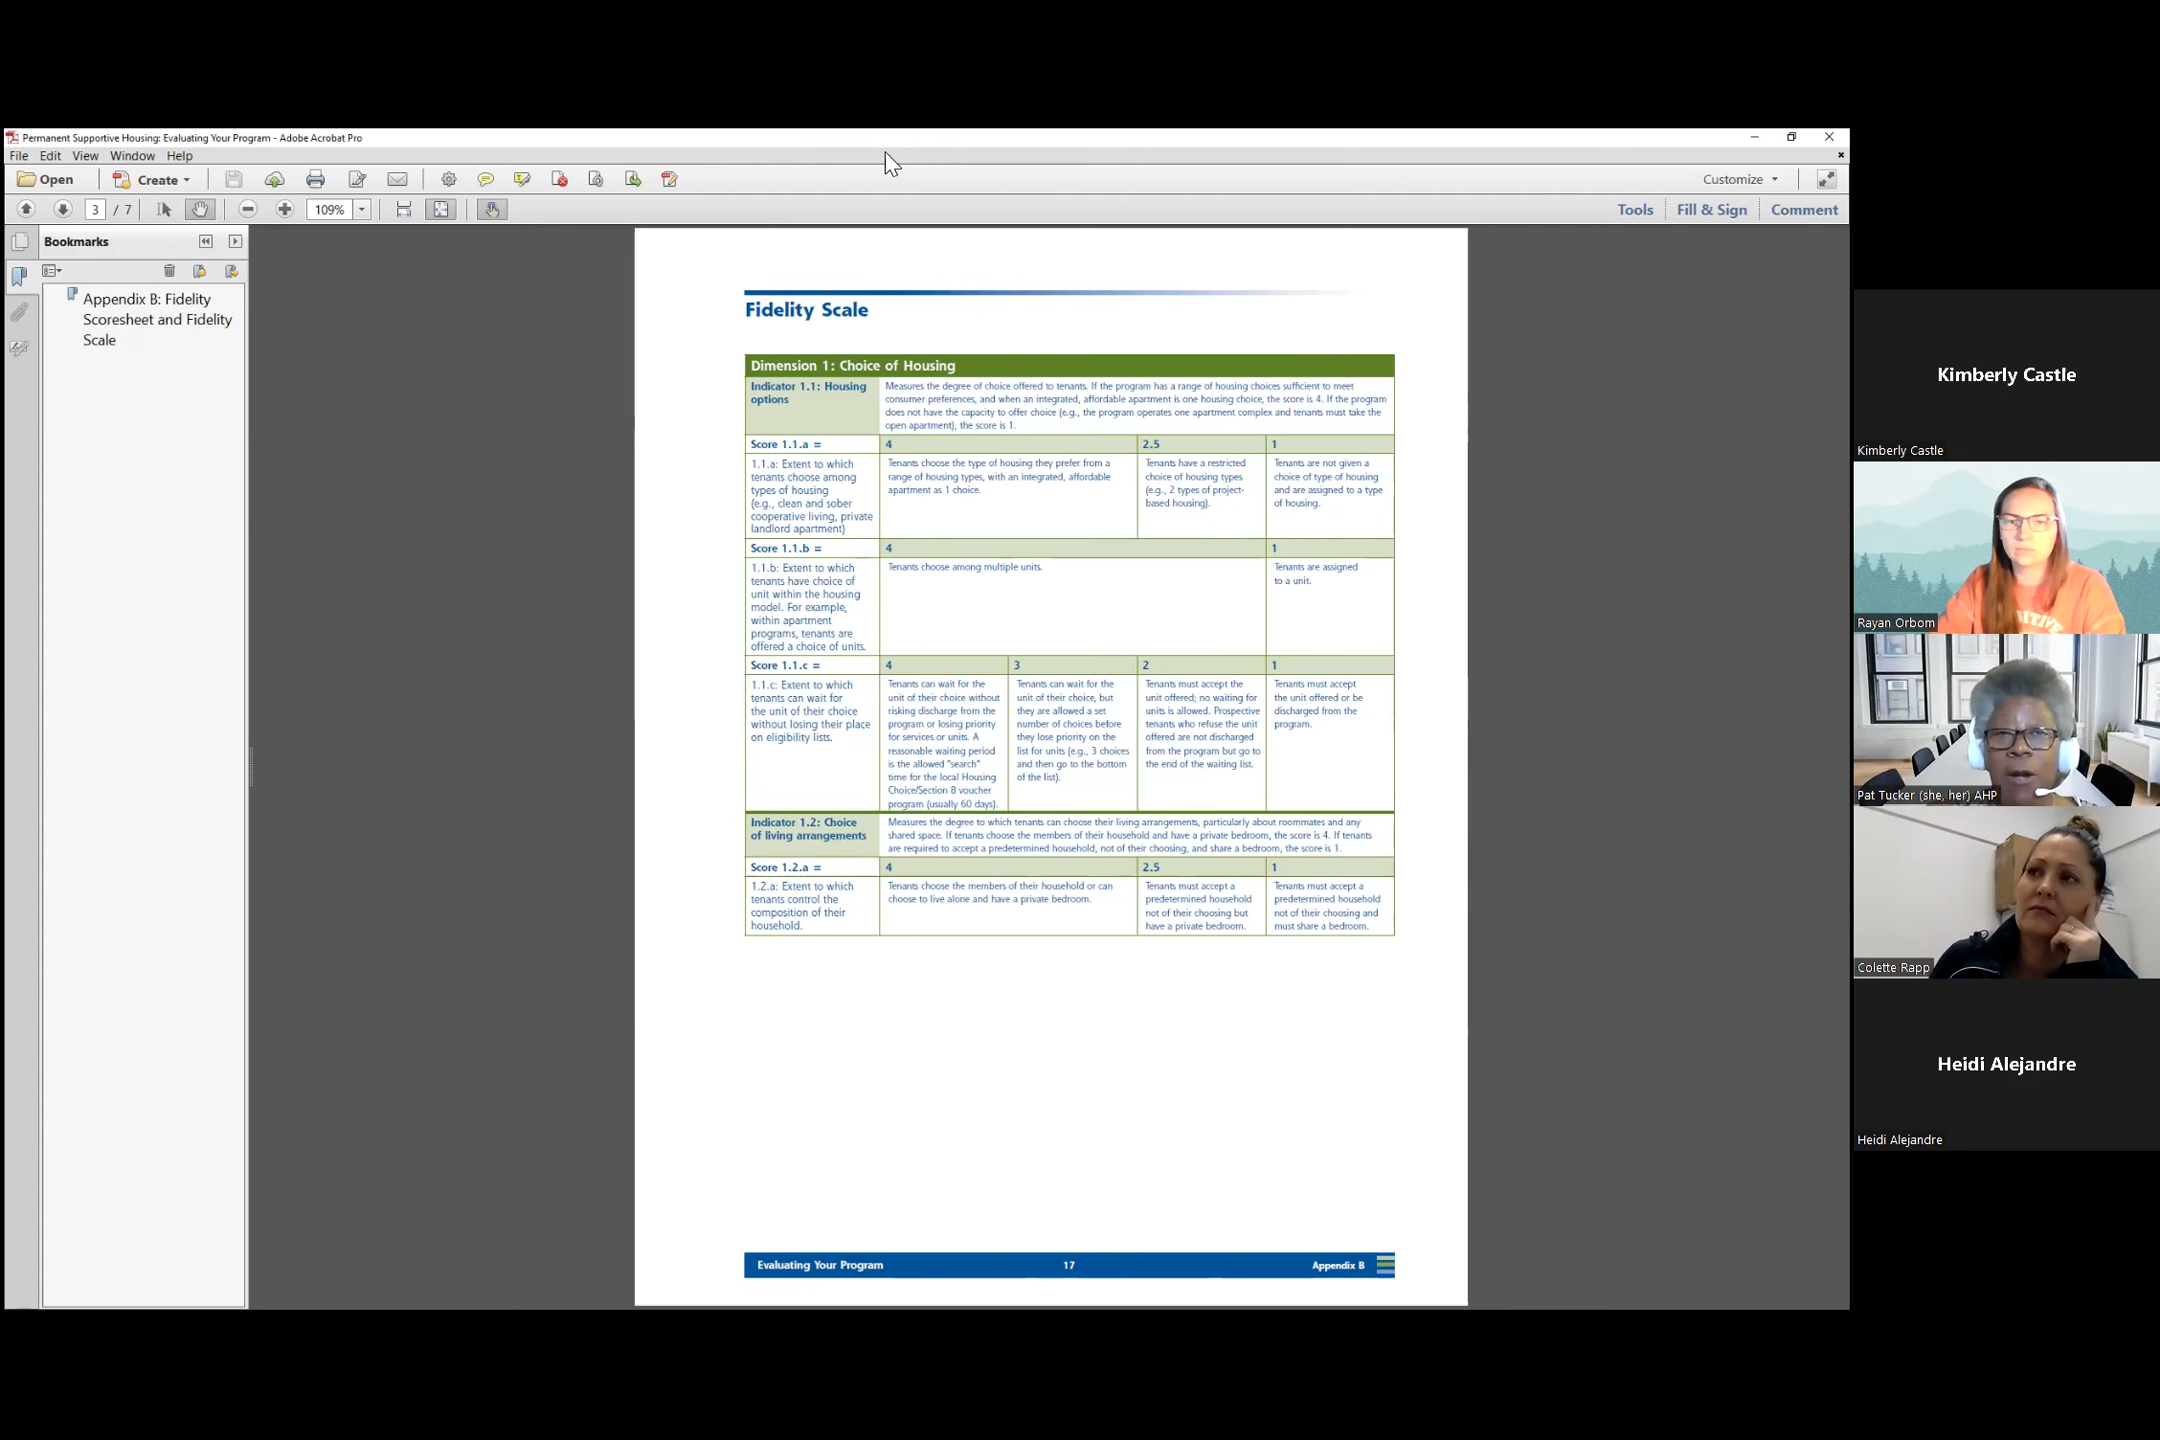 Permanent Supportive Housing: Evaluating Your Program - Adobe Acrobat Pro
File Edit View Window Help
Open Create Customize
3 / 7 109% Tools Fill & Sign Comment
Bookmarks
Appendix B: Fidelity
Scoresheet and Fidelity
Scale
Fidelity Scale
Dimension 1: Choice of Housing
Indicator 1.1: Housing
options
Measures the degree of choice offered to tenants. If the program has a range of housing choices sufficient to meet
consumer preferences, and when an integrated, affordable apartment is one housing choice, the score is 4. If the program
does not have the capacity to offer choice (e.g., the program operates one apartment complex and tenants must take the
open apartment), the score is 1.
Score 1.1.a = 4 2.5 1
1.1.a: Extent to which
tenants choose among
types of housing
(e.g., clean and sober
cooperative living, private
landlord apartment)
Tenants choose the type of housing they prefer from a
range of housing types, with an integrated, affordable
apartment as 1 choice.
Tenants have a restricted
choice of housing types
(e.g., 2 types of project-
based housing).
Tenants are not given a
choice of type of housing
and are assigned to a type
of housing.
Score 1.1.b = 4 1
1.1.b: Extent to which
tenants have choice of
unit within the housing
model. For example,
within apartment
programs, tenants are
offered a choice of units.
Tenants choose among multiple units.
Tenants are assigned
to a unit.
Score 1.1.c = 4 3 2 1
1.1.c: Extent to which
tenants can wait for
the unit of their choice
without losing their place
on eligibility lists.
Tenants can wait for the
unit of their choice without
risking discharge from the
program or losing priority
for services or units. A
reasonable waiting period
is the allowed "search"
time for the local Housing
Choice/Section 8 voucher
program (usually 60 days).
Tenants can wait for the
unit of their choice, but
they are allowed a set
number of choices before
they lose priority on the
list for units (e.g., 3 choices
and then go to the bottom
of the list).
Tenants must accept the
unit offered; no waiting for
units is allowed. Prospective
tenants who refuse the unit
offered are not discharged
from the program but go to
the end of the waiting list.
Tenants must accept
the unit offered or be
discharged from the
program.
Indicator 1.2: Choice
of living arrangements
Measures the degree to which tenants can choose their living arrangements, particularly about roommates and any
shared space. If tenants choose the members of their household and have a private bedroom, the score is 4. If tenants
are required to accept a predetermined household, not of their choosing, and share a bedroom, the score is 1.
Score 1.2.a = 4 2.5 1
1.2.a: Extent to which
tenants control the
composition of their
household.
Tenants choose the members of their household or can
choose to live alone and have a private bedroom.
Tenants must accept a
predetermined household
not of their choosing but
have a private bedroom.
Tenants must accept a
predetermined household
not of their choosing and
must share a bedroom.
Evaluating Your Program 17 Appendix B
Kimberly Castle
Kimberly Castle
Rayan Orbom
Pat Tucker (she, her) AHP
Colette Rapp
Heidi Alejandre
Heidi Alejandre